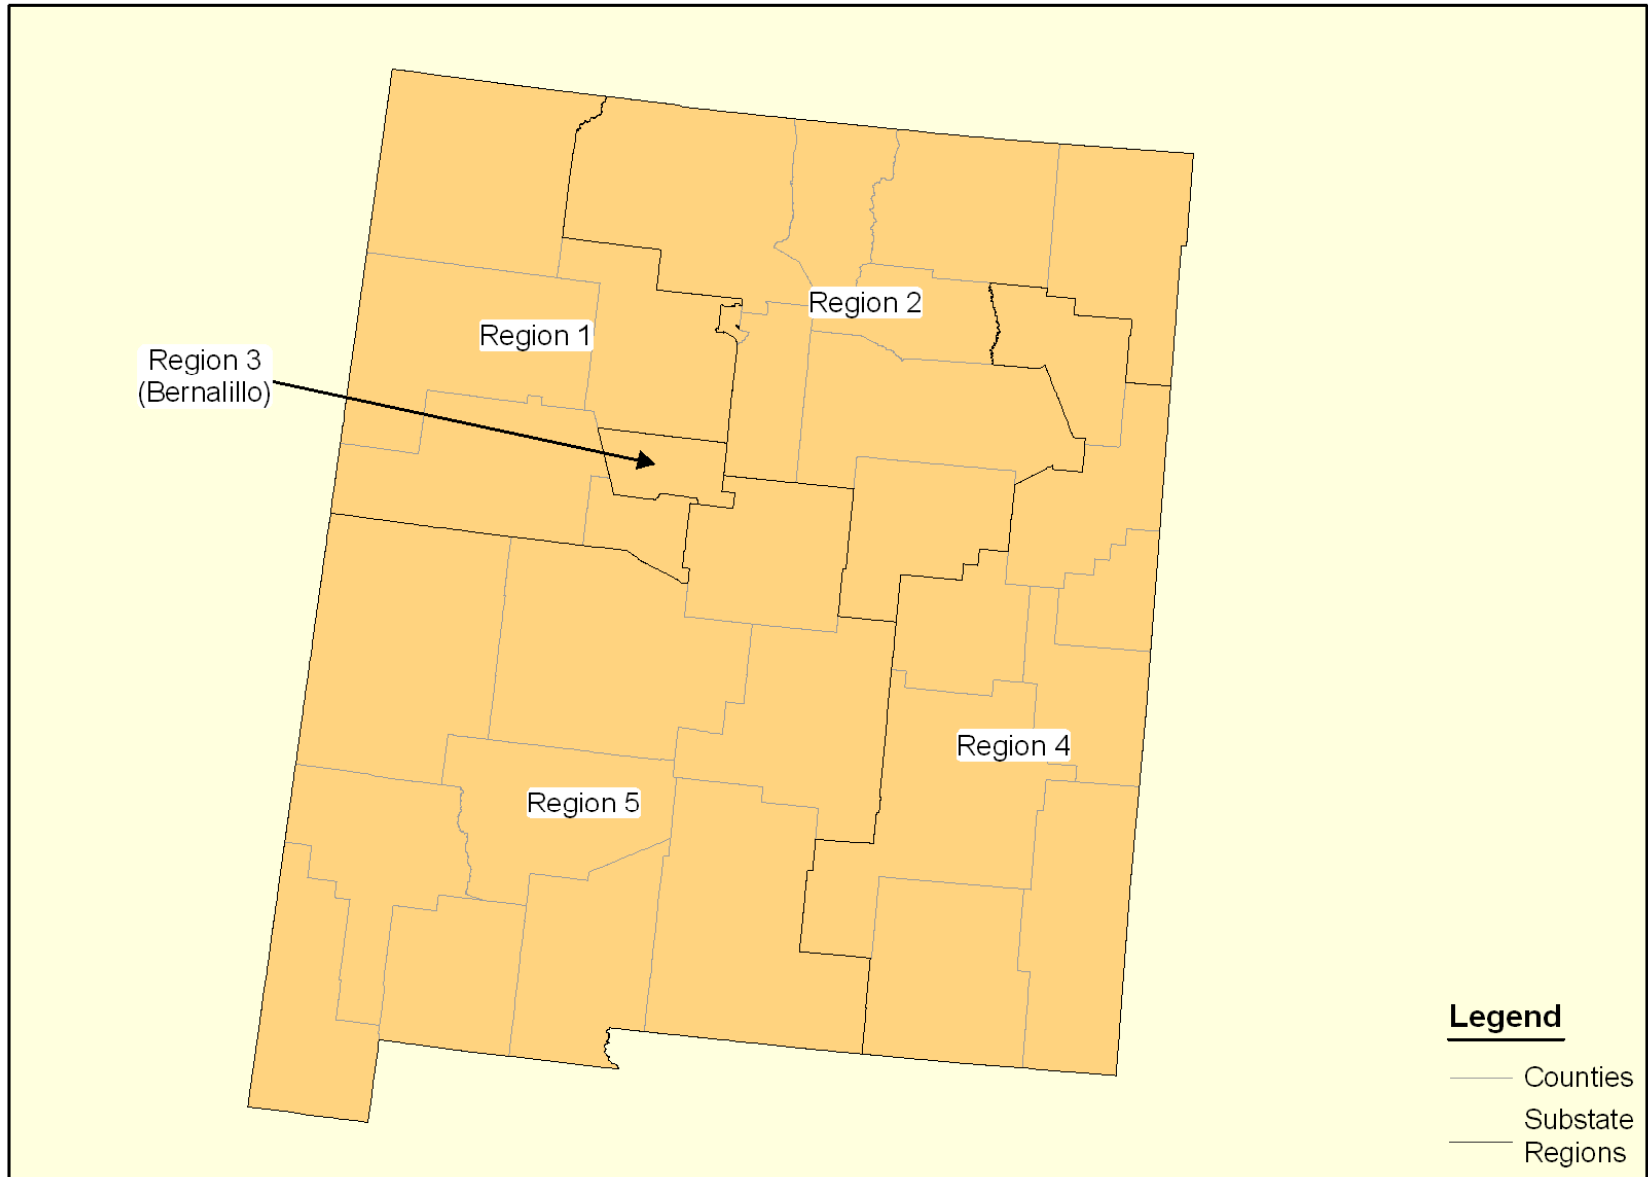 Region 2
Region 1
Region 3
(Bernalillo)
Region 4
Region 5
Legend
Counties
Substate
Regions